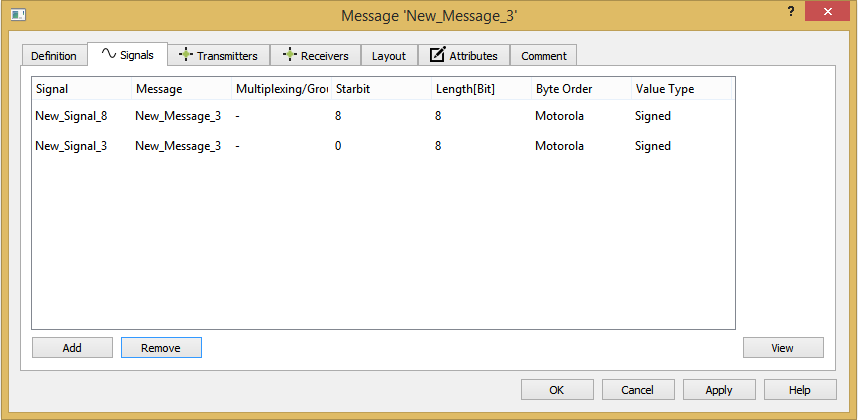 Message 'New_Message_3'
? ×
Definition Signals Transmitters Receivers Layout Attributes Comment
Signal Message Multiplexing/Grou Starbit Length[Bit] Byte Order Value Type
New_Signal_8 New_Message_3 - 8 8 Motorola Signed
New_Signal_3 New_Message_3 - 0 8 Motorola Signed
Add Remove View
OK Cancel Apply Help